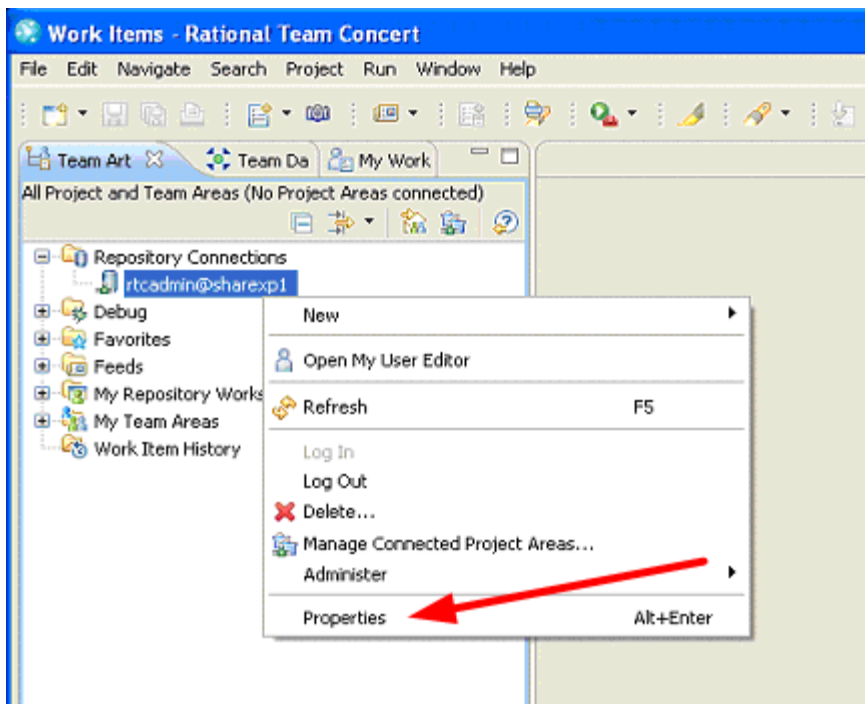 Work Items - Rational Team Concert
File Edit Navigate Search Project Run Window Help
Team Art Team Da My Work
All Project and Team Areas (No Project Areas connected)
Repository Connections
rtcadmin@sharexp1
Debug
Favorites
Feeds
My Repository Works
My Team Areas
Work Item History
New
Open My User Editor
Refresh F5
Log In
Log Out
Delete...
Manage Connected Project Areas...
Administer
Properties Alt+Enter